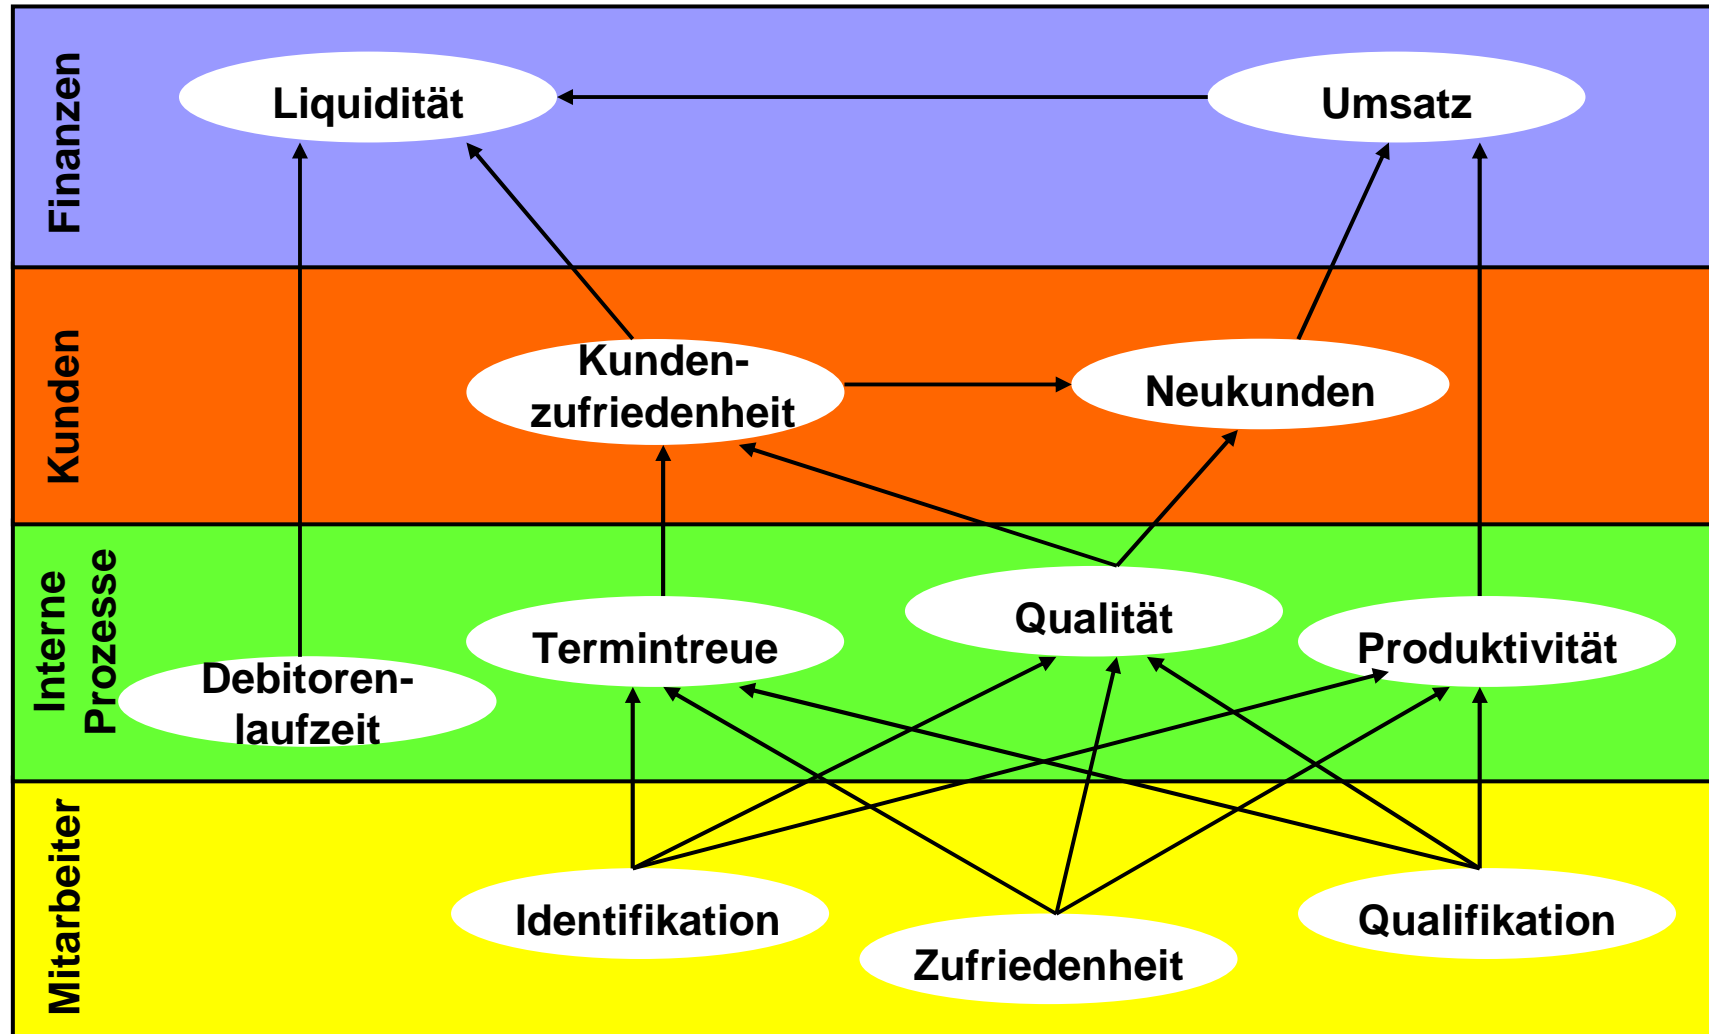 Finanzen
Liquidität
Umsatz
Kunden
Kunden-
zufriedenheit
Neukunden
Interne
Prozesse
Debitoren-
laufzeit
Termintreue
Qualität
Produktivität
Mitarbeiter
Identifikation
Zufriedenheit
Qualifikation